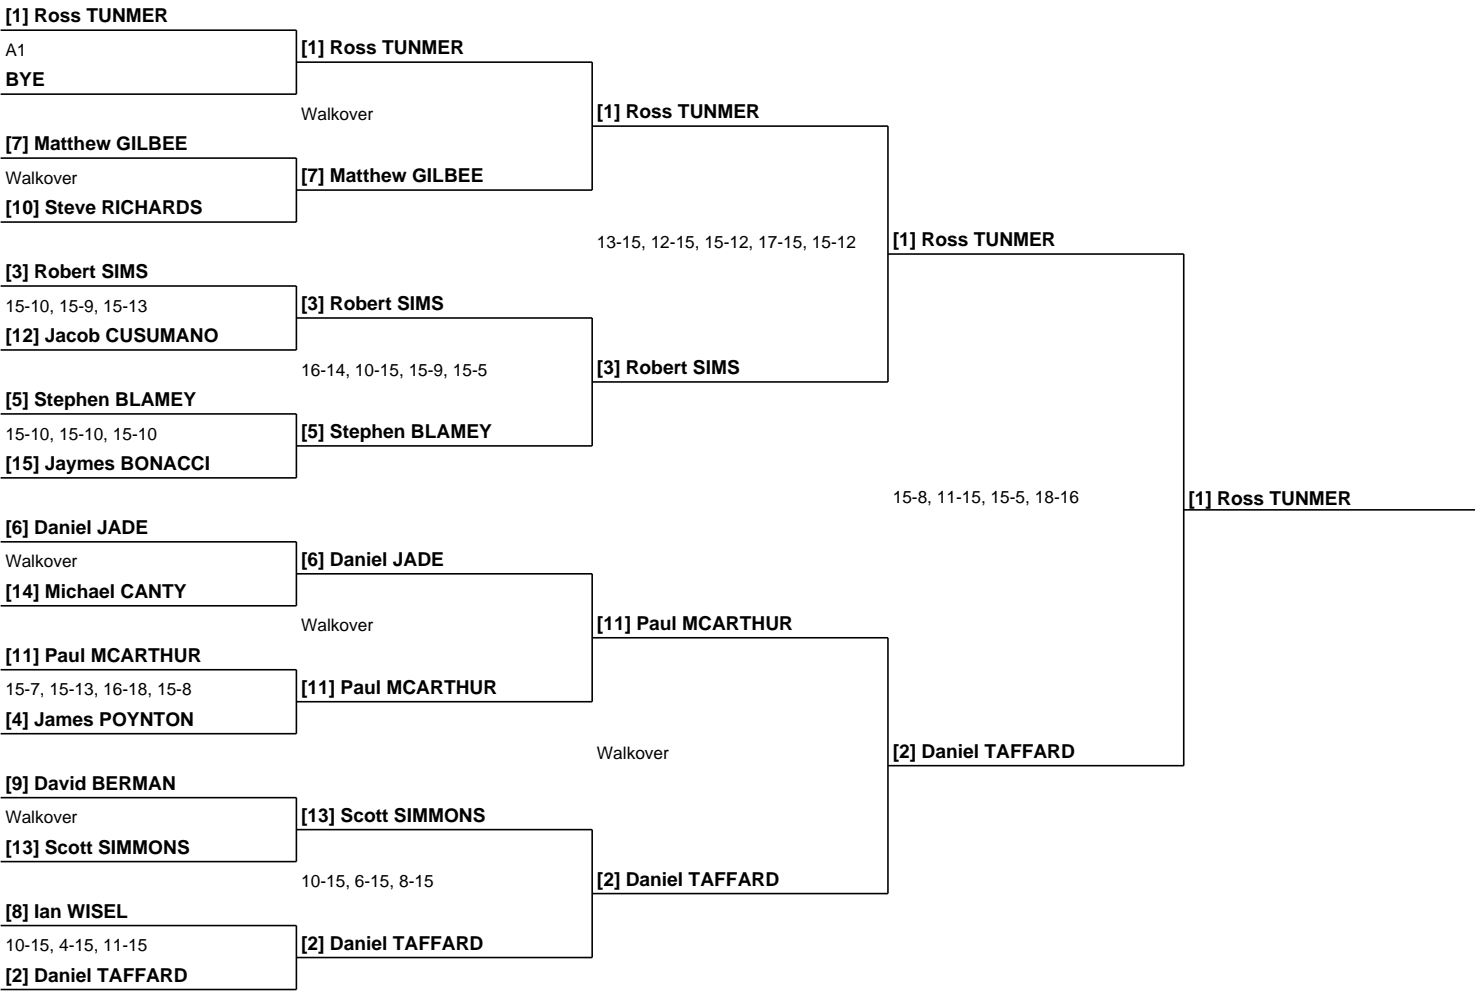 [1] Ross TUNMER
A1
BYE
[7] Matthew GILBEE
Walkover
[10] Steve RICHARDS
[3] Robert SIMS
15-10, 15-9, 15-13
[12] Jacob CUSUMANO
[5] Stephen BLAMEY
15-10, 15-10, 15-10
[15] Jaymes BONACCI
[6] Daniel JADE
Walkover
[14] Michael CANTY
[11] Paul MCARTHUR
15-7, 15-13, 16-18, 15-8
[4] James POYNTON
[9] David BERMAN
Walkover
[13] Scott SIMMONS
[8] Ian WISEL
10-15, 4-15, 11-15
[2] Daniel TAFFARD
[1] Ross TUNMER
Walkover
[7] Matthew GILBEE
[3] Robert SIMS
16-14, 10-15, 15-9, 15-5
[5] Stephen BLAMEY
[6] Daniel JADE
Walkover
[11] Paul MCARTHUR
[13] Scott SIMMONS
10-15, 6-15, 8-15
[2] Daniel TAFFARD
[1] Ross TUNMER
13-15, 12-15, 15-12, 17-15, 15-12
[3] Robert SIMS
[11] Paul MCARTHUR
Walkover
[2] Daniel TAFFARD
[1] Ross TUNMER
15-8, 11-15, 15-5, 18-16
[2] Daniel TAFFARD
[1] Ross TUNMER